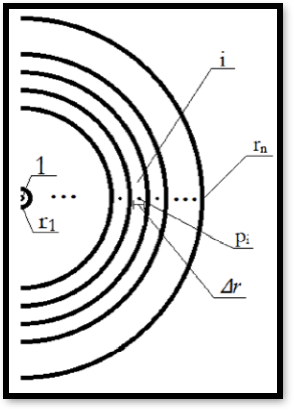 i
rₙ
1
r₁
pᵢ
Δr